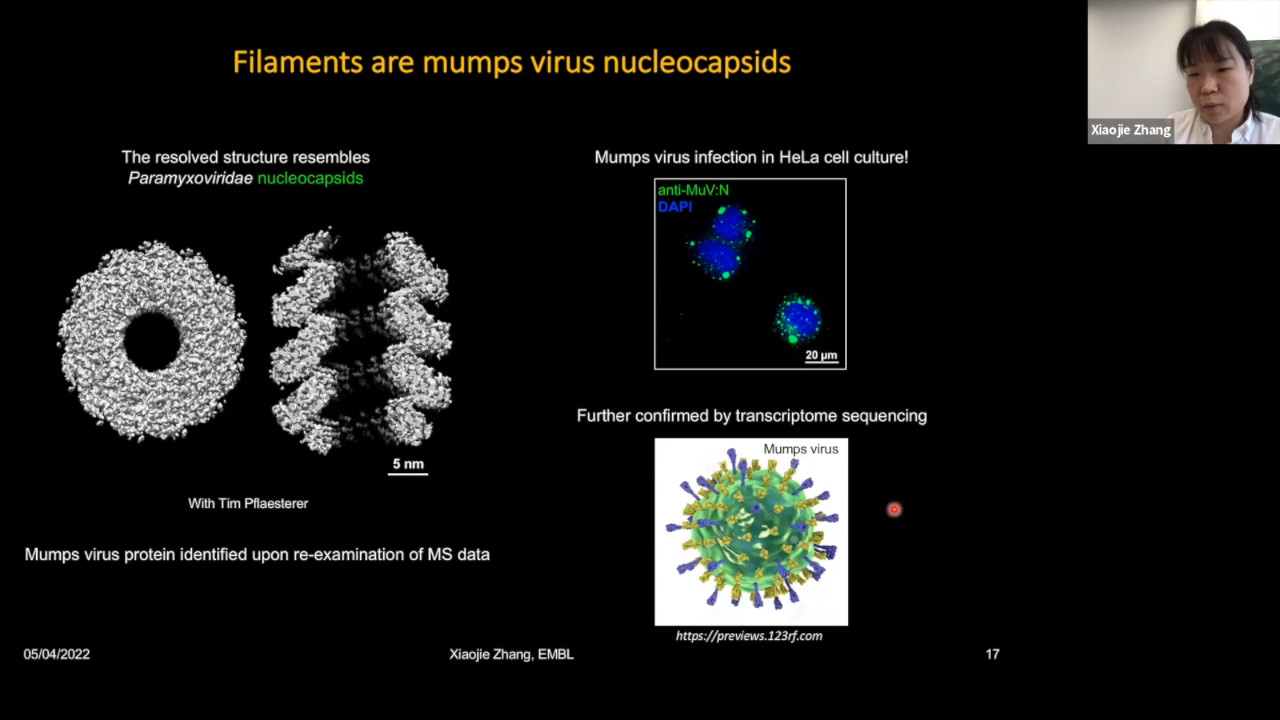 Filaments are mumps virus nucleocapsids
Xiaojie Zhang
The resolved structure resembles
Paramyxoviridae nucleocapsids
5 nm
With Tim Pflaesterer
Mumps virus protein identified upon re-examination of MS data
Mumps virus infection in HeLa cell culture!
anti-MuV:N
DAPI
20 µm
Further confirmed by transcriptome sequencing
Mumps virus
https://previews.123rf.com
05/04/2022
Xiaojie Zhang, EMBL
17